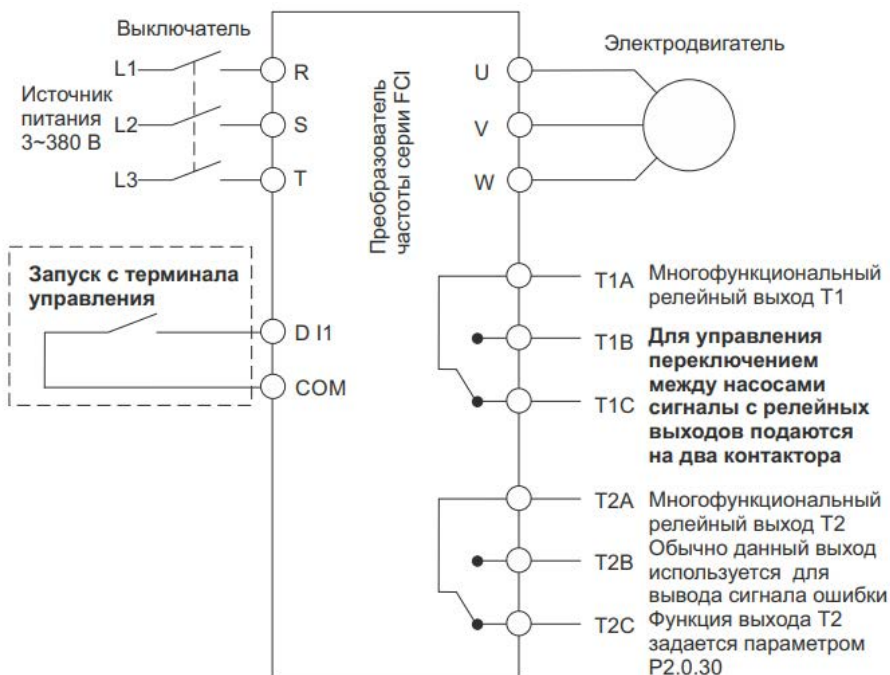 Выключатель
L1
R
Источник
питания
3~380 В
L2
S
L3
T
Преобразователь
частоты серии FCI
U
V
W
Электродвигатель
Запуск с терминала
управления
D I1
COM
T1A
Многофункциональный
релейный выход T1
T1B
Для управления
переключением
между насосами
сигналы с релейных
выходов подаются
на два контактора
T1C
T2A
Многофункциональный
релейный выход T2
T2B
Обычно данный выход
используется для
вывода сигнала ошибки
T2C
Функция выхода T2
задается параметром
P2.0.30